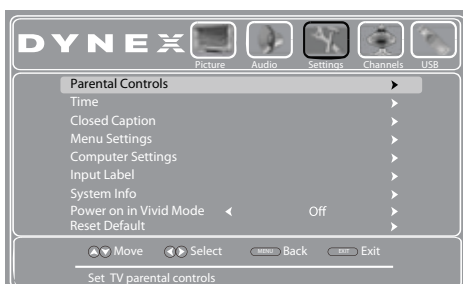 DYNEX
Picture Audio Settings Channels USB
Parental Controls
Time
Closed Caption
Menu Settings
Computer Settings
Input Label
System Info
Power on in Vivid Mode Off
Reset Default
Move Select MENU Back EXIT Exit
Set TV parental controls